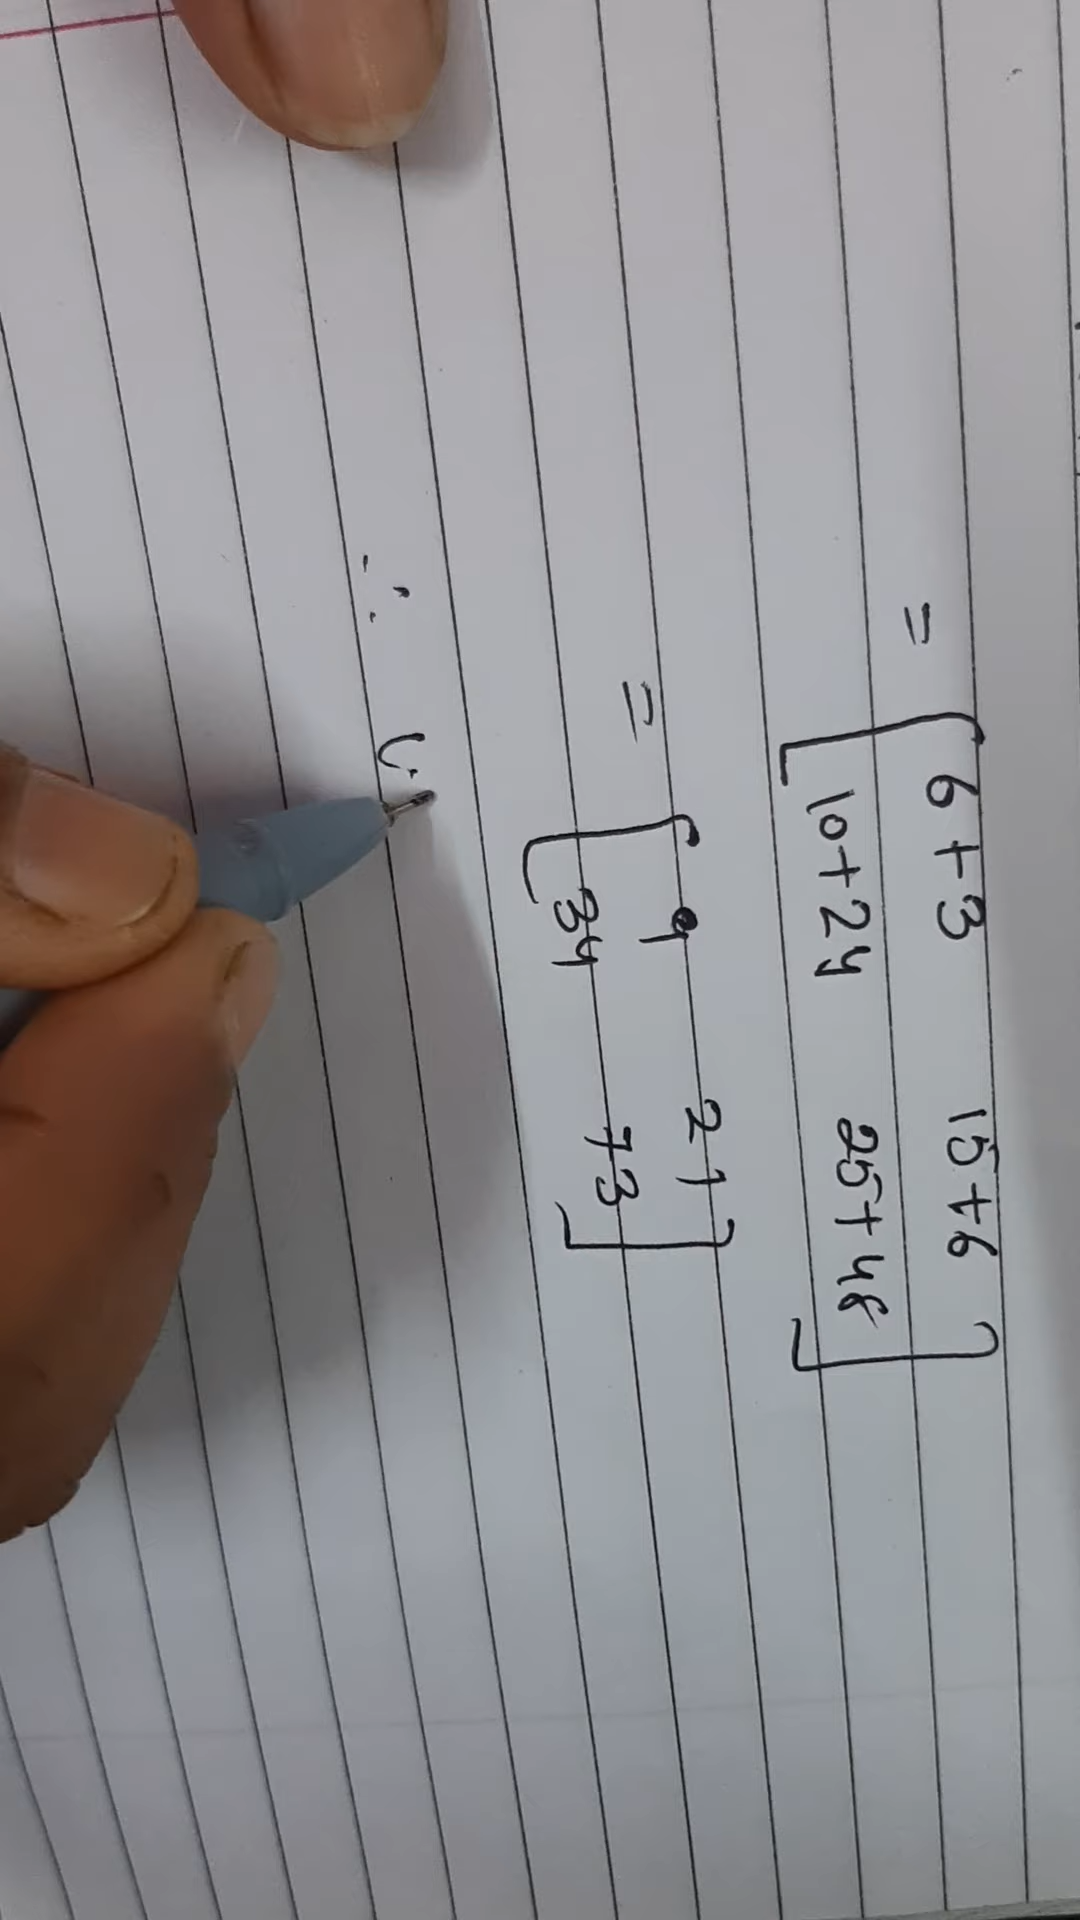 = [ 6+3 15+6
10+24 25+48 ]
= [ 9 21
34 73 ]
∴